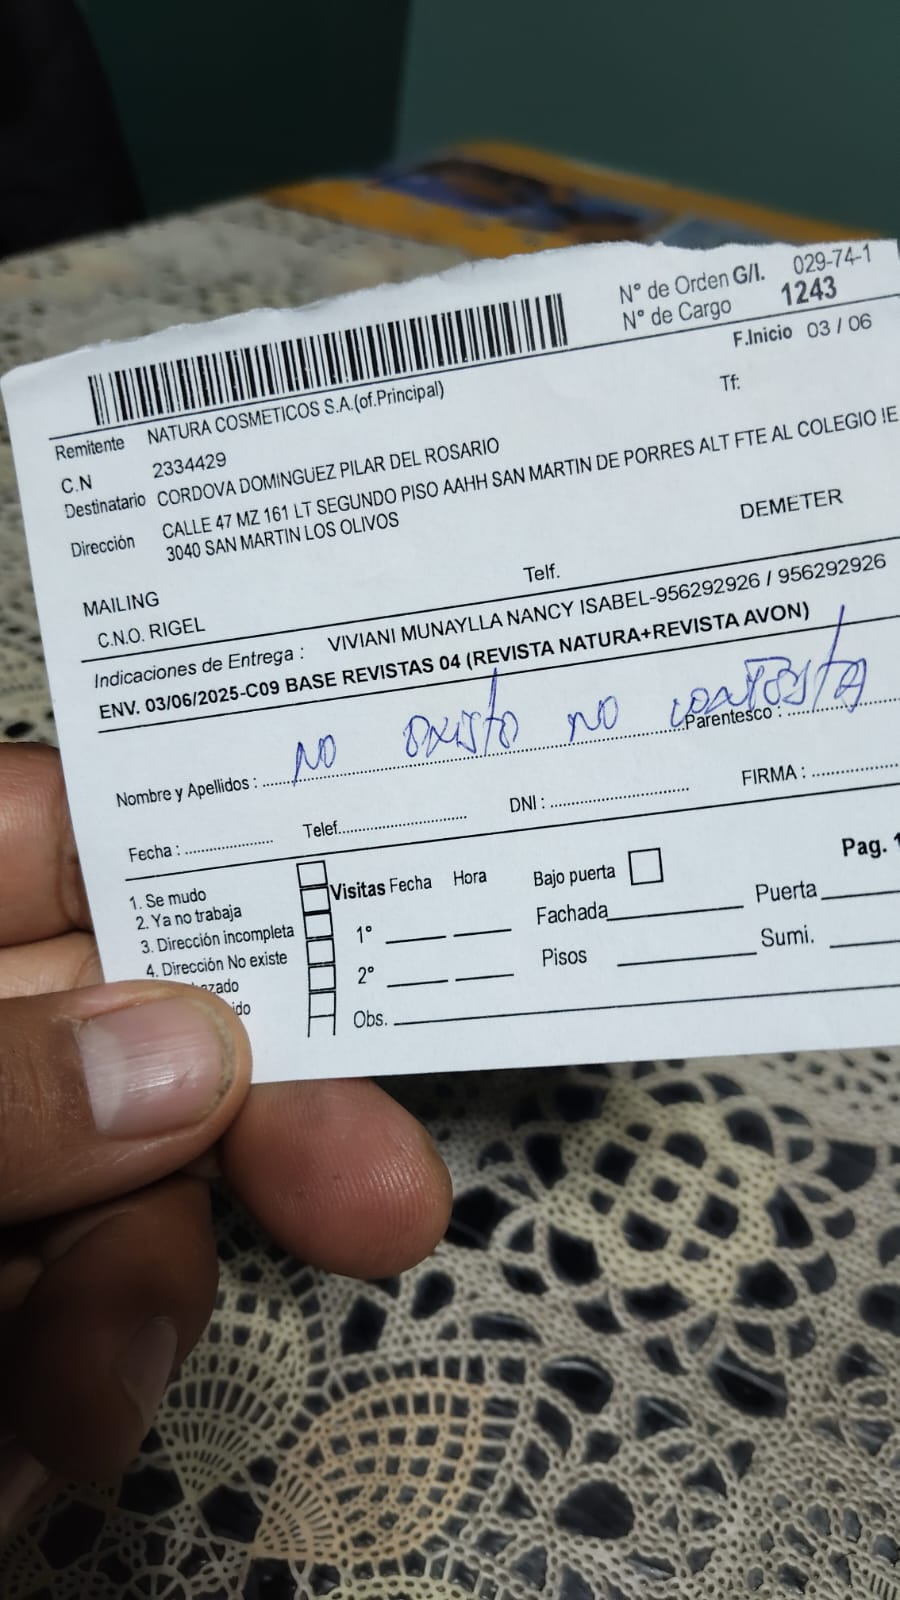 N° de Orden G/I. 029-74-1
N° de Cargo 1243
F.Inicio 03 / 06
Remitente NATURA COSMETICOS S.A.(of.Principal)
Tf:
C.N 2334429
Destinatario CORDOVA DOMINGUEZ PILAR DEL ROSARIO
Dirección CALLE 47 MZ 161 LT SEGUNDO PISO AAHH SAN MARTIN DE PORRES ALT FTE AL COLEGIO IE
3040 SAN MARTIN LOS OLIVOS
DEMETER
MAILING
Telf.
C.N.O. RIGEL
Indicaciones de Entrega : VIVIANI MUNAYLLA NANCY ISABEL-956292926 / 956292926
ENV. 03/06/2025-C09 BASE REVISTAS 04 (REVISTA NATURA+REVISTA AVON)
NO EXISTO NO CONTESTA
Nombre y Apellidos : Parentesco :
Fecha : Telef. DNI : FIRMA :
Pag. 1
1. Se mudo
2. Ya no trabaja
3. Dirección incompleta
4. Dirección No existe
azado
ido
Visitas Fecha Hora
1°
2°
Obs.
Bajo puerta
Fachada Puerta
Pisos Sumi.